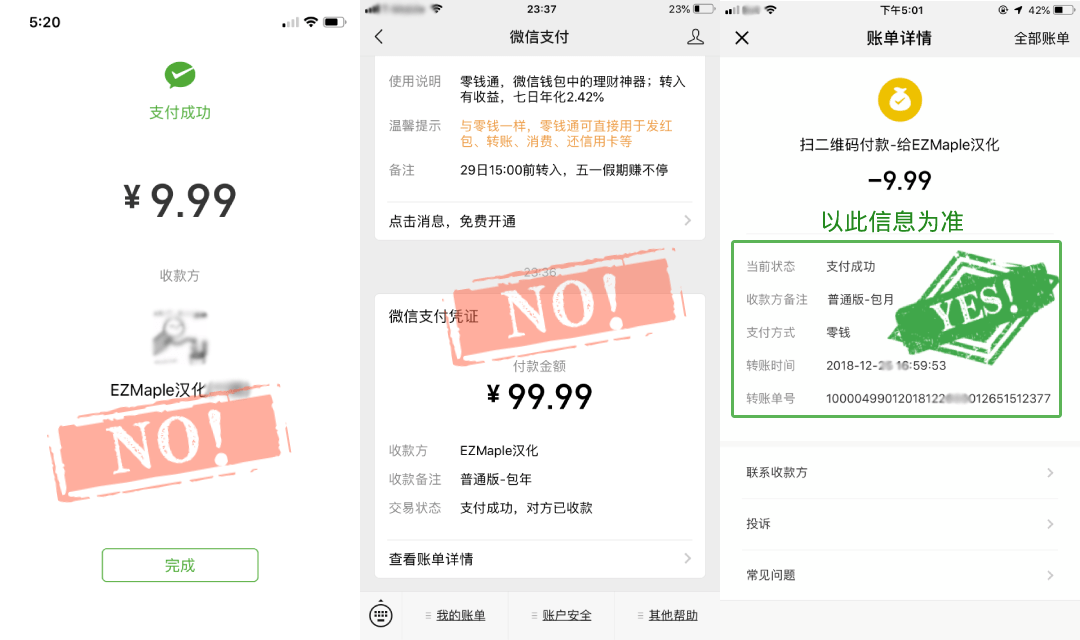 5:20
支付成功
¥ 9.99
收款方
EZMaple汉化
NO!
完成
23:37
23%
微信支付
使用说明
零钱通，微信钱包中的理财神器；转入
有收益，七日年化2.42%
温馨提示
与零钱一样，零钱通可直接用于发红
包、转账、消费、还信用卡等
备注
29日15:00前转入，五一假期赚不停
点击消息，免费开通
23:36
NO!
微信支付凭证
付款金额
¥ 99.99
收款方
EZMaple汉化
收款备注
普通版-包年
交易状态
支付成功，对方已收款
查看账单详情
我的账单
账户安全
其他帮助
下午5:01
42%
账单详情
全部账单
扫二维码付款-给EZMaple汉化
-9.99
以此信息为准
当前状态
支付成功
收款方备注
普通版-包月
YES!
支付方式
零钱
转账时间
2018-12- 16:59:53
转账单号
1000049901201812 012651512377
联系收款方
投诉
常见问题